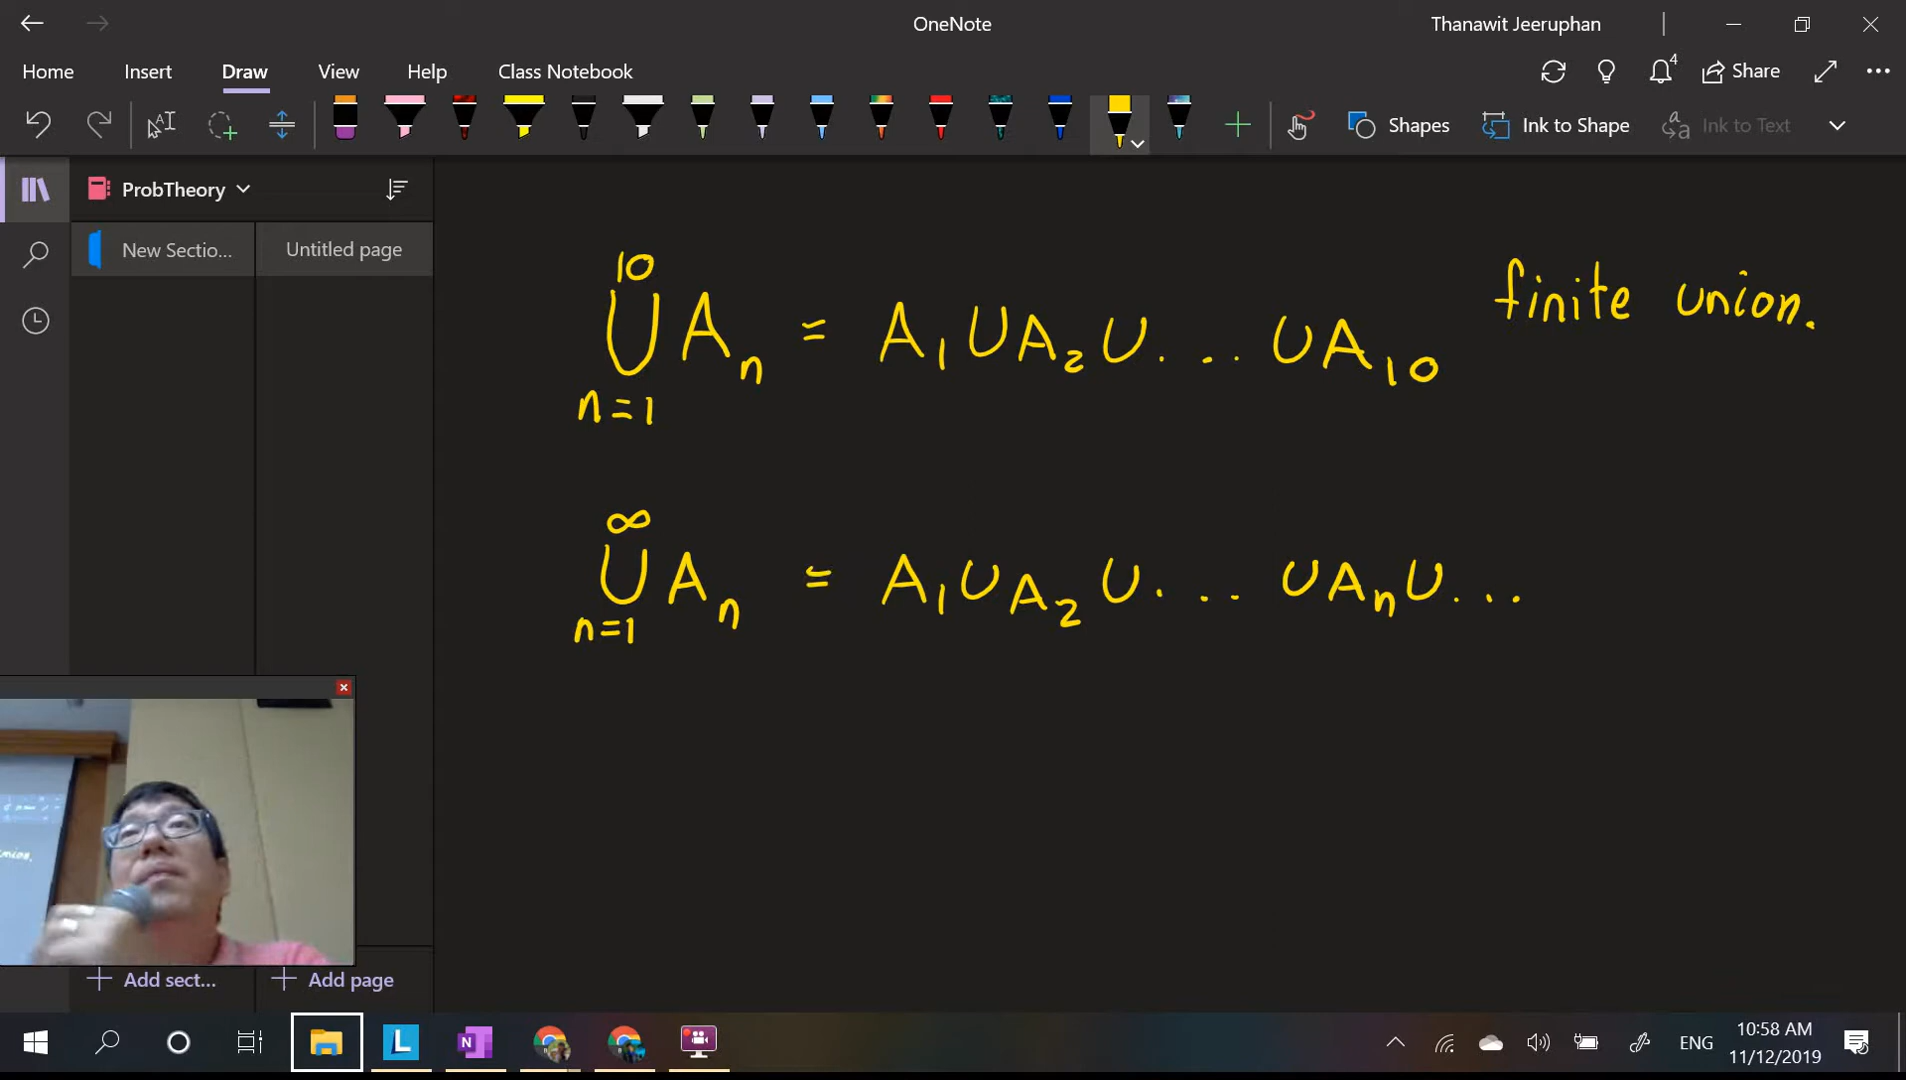 OneNote
Thanawit Jeeruphan
Home Insert Draw View Help Class Notebook
4 Share
Shapes Ink to Shape Ink to Text
ProbTheory
New Sectio... Untitled page
10
⋃ Aₙ = A₁ ∪ A₂ ∪ . . . ∪ A₁₀ finite union.
n = 1
∞
⋃ Aₙ = A₁ ∪ A₂ ∪ . . . ∪ Aₙ ∪ . . .
n=1
union.
Add sect... Add page
L N
ENG
10:58 AM
11/12/2019